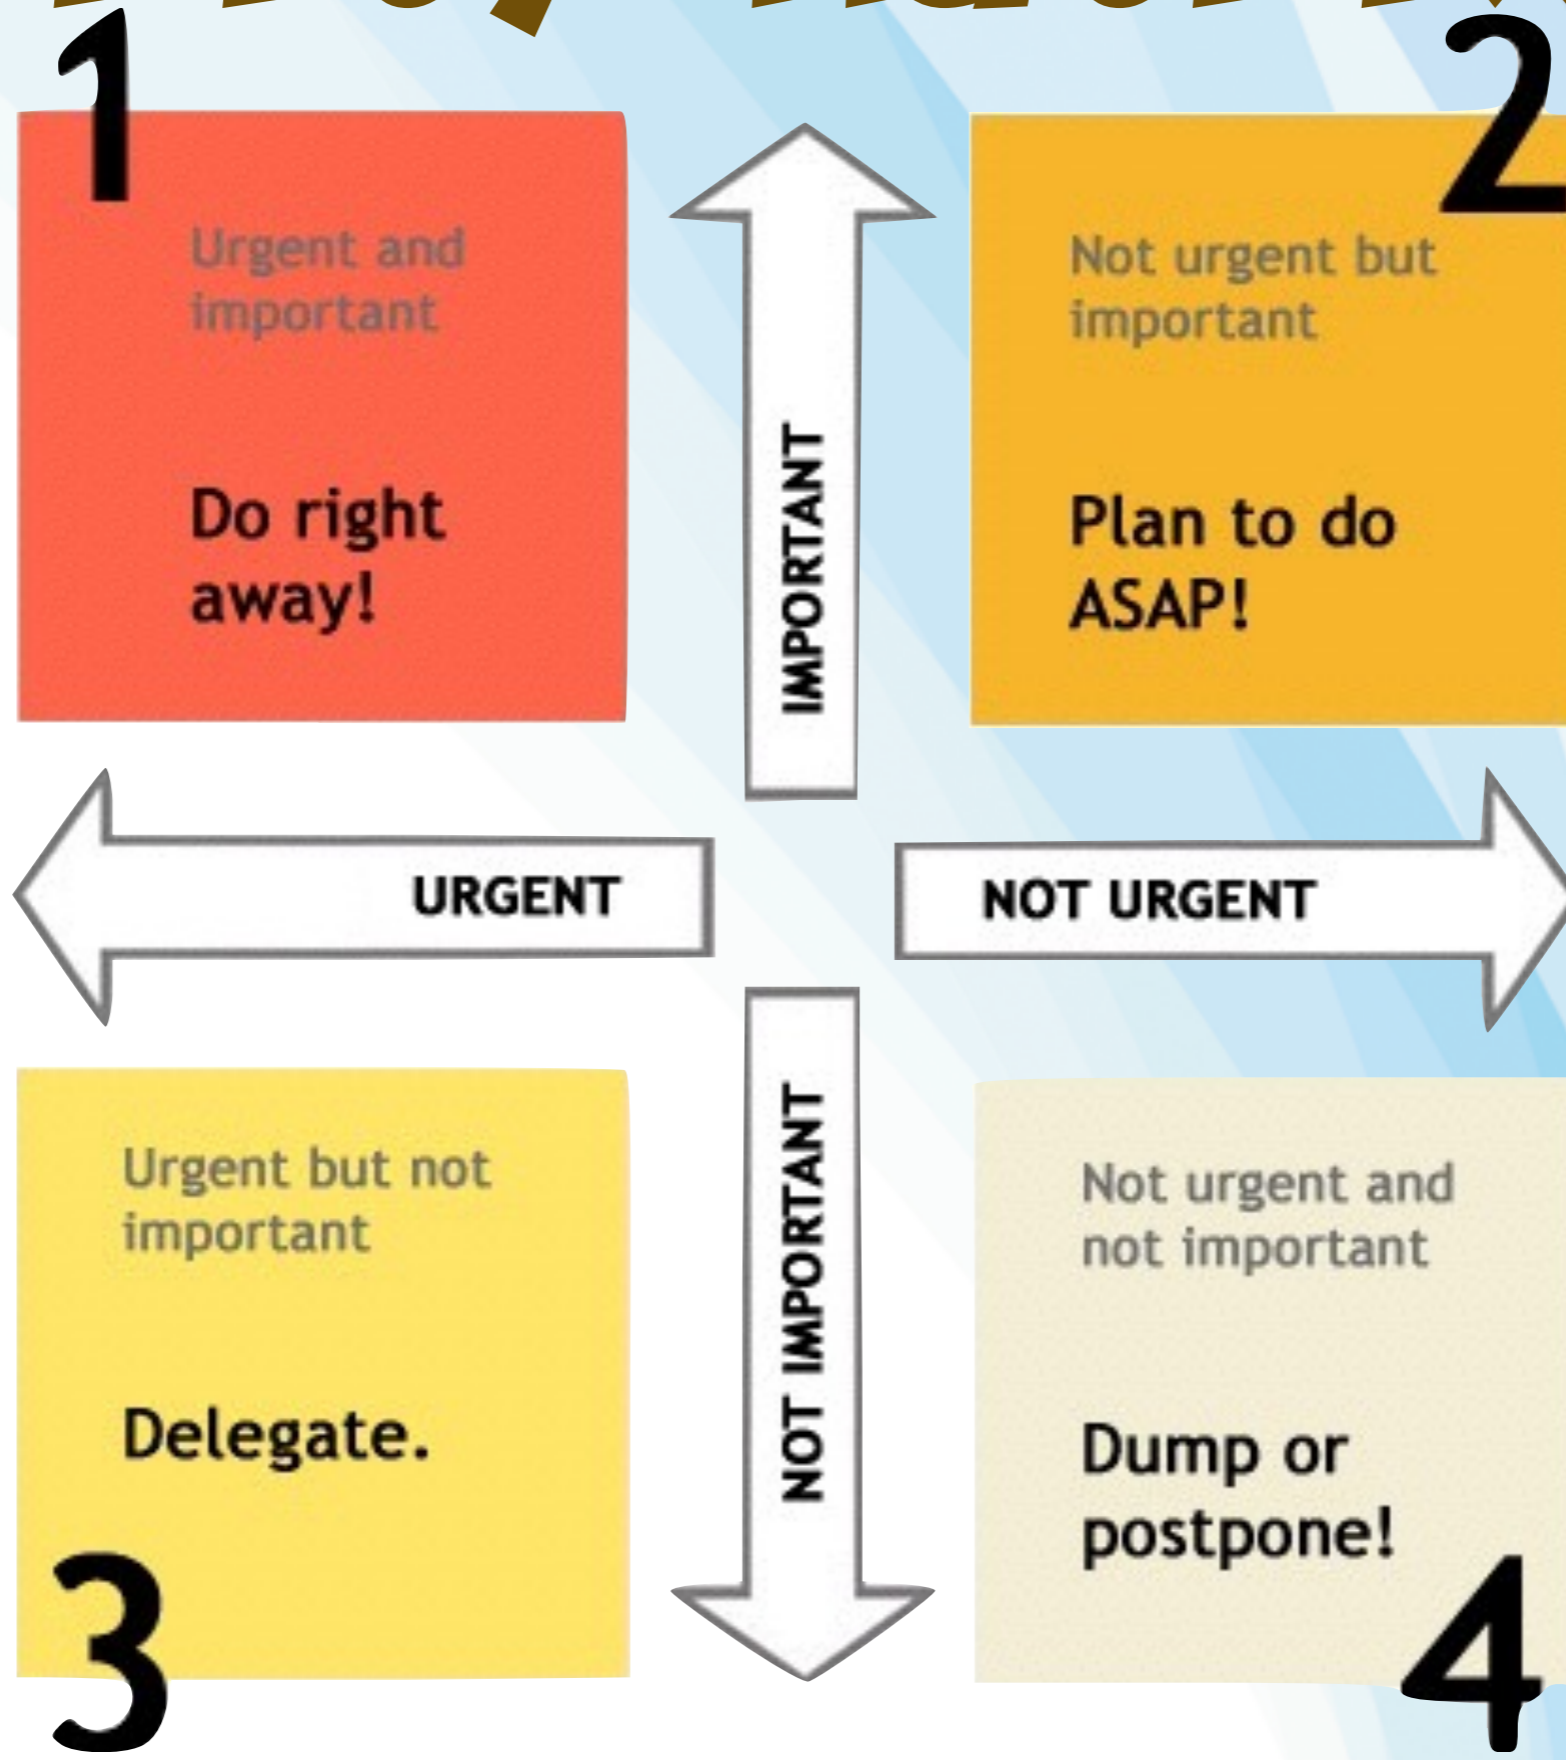 1
2
Urgent and
important
Do right
away!
IMPORTANT
Not urgent but
important
Plan to do
ASAP!
URGENT
NOT URGENT
Urgent but not
important
Delegate.
3
NOT IMPORTANT
Not urgent and
not important
Dump or
postpone!
4